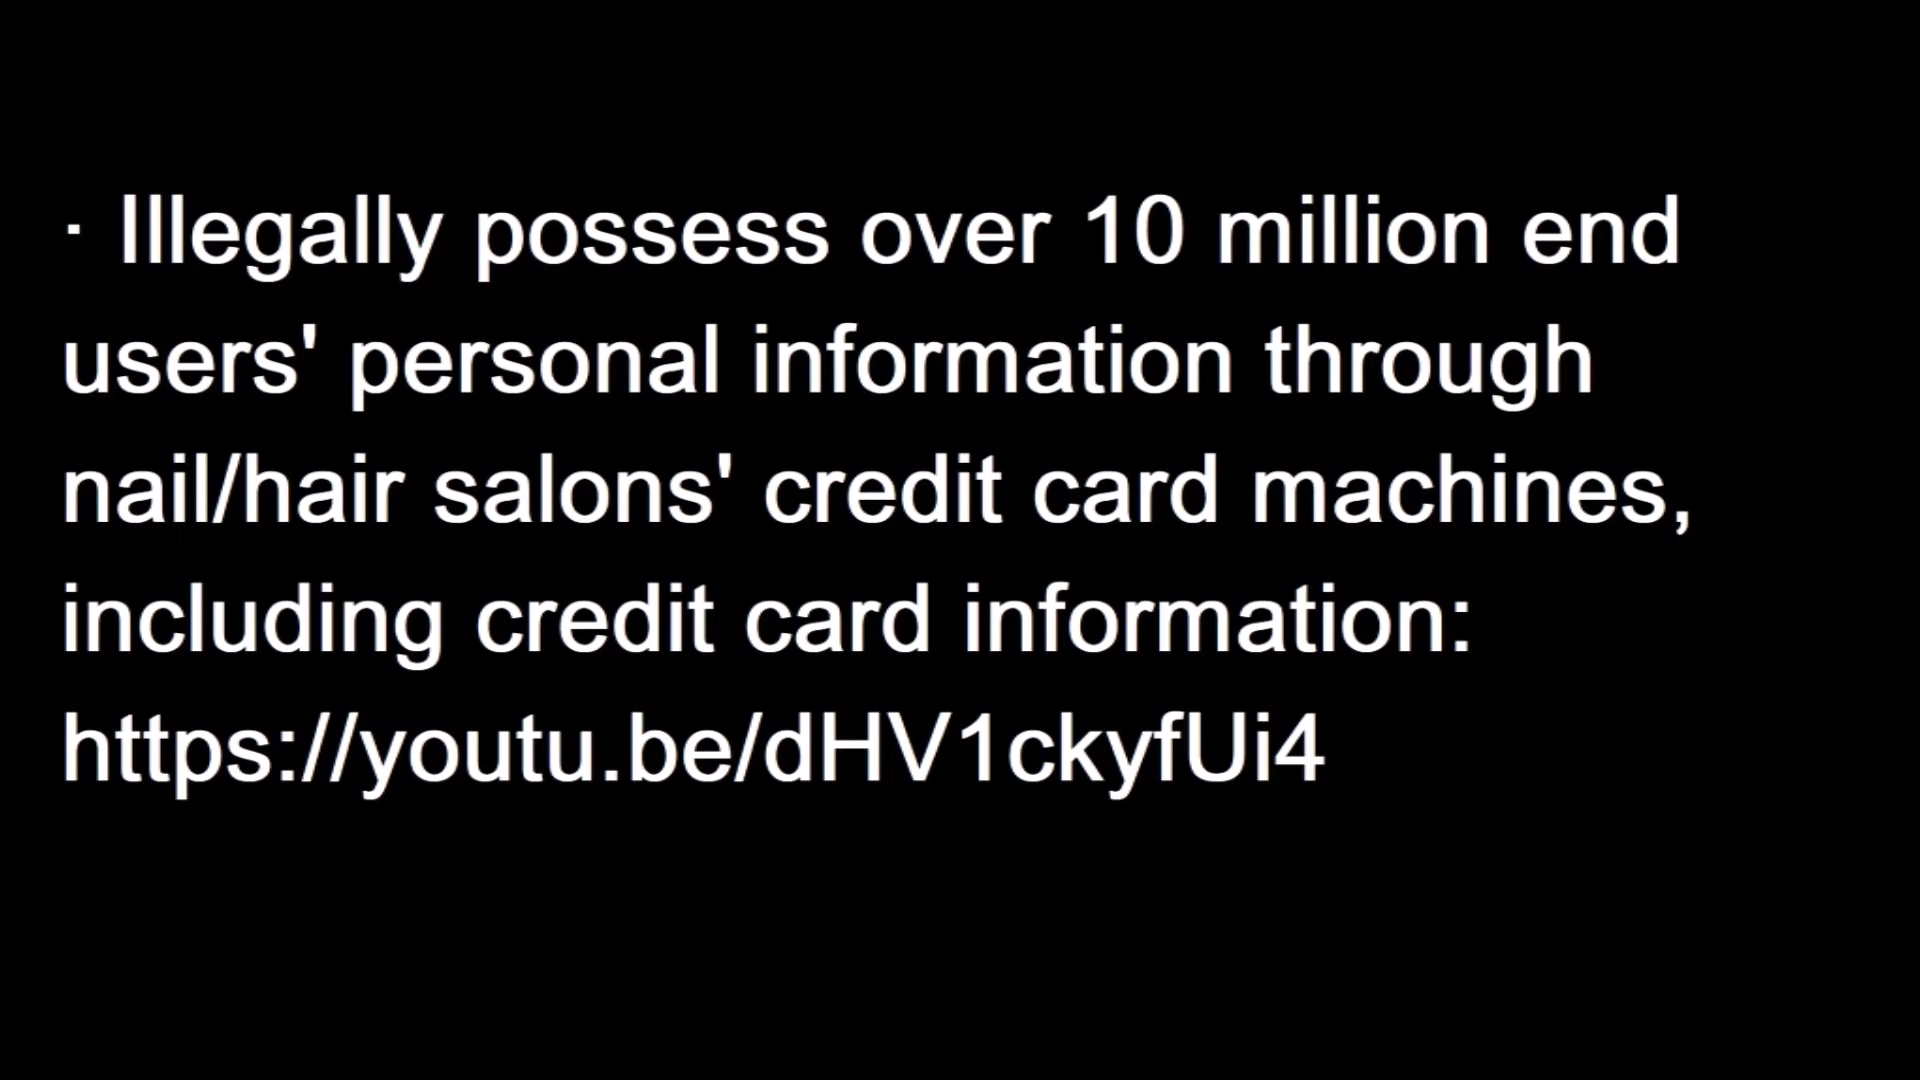 · Illegally possess over 10 million end
users' personal information through
nail/hair salons' credit card machines,
including credit card information:
https://youtu.be/dHV1ckyfUi4